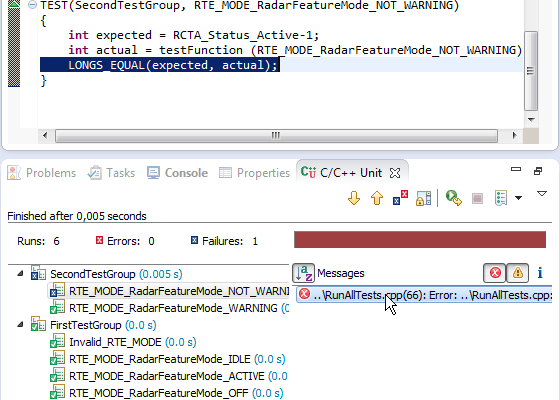 TEST(SecondTestGroup, RTE_MODE_RadarFeatureMode_NOT_WARNING)
{
int expected = RCTA_Status_Active-1;
int actual = testFunction (RTE_MODE_RadarFeatureMode_NOT_WARNING)
LONGS_EQUAL(expected, actual);
}
Problems Tasks Console Properties C/C++ Unit
Finished after 0,005 seconds
Runs: 6 Errors: 0 Failures: 1
SecondTestGroup (0.005 s)
Messages
RTE_MODE_RadarFeatureMode_NOT_WARNI
..\RunAllTests.cpp(66): Error: ..\RunAllTests.cpp:
RTE_MODE_RadarFeatureMode_WARNING (0
FirstTestGroup (0.0 s)
Invalid_RTE_MODE (0.0 s)
RTE_MODE_RadarFeatureMode_IDLE (0.0 s)
RTE_MODE_RadarFeatureMode_ACTIVE (0.0 s)
RTE_MODE_RadarFeatureMode_OFF (0.0 s)